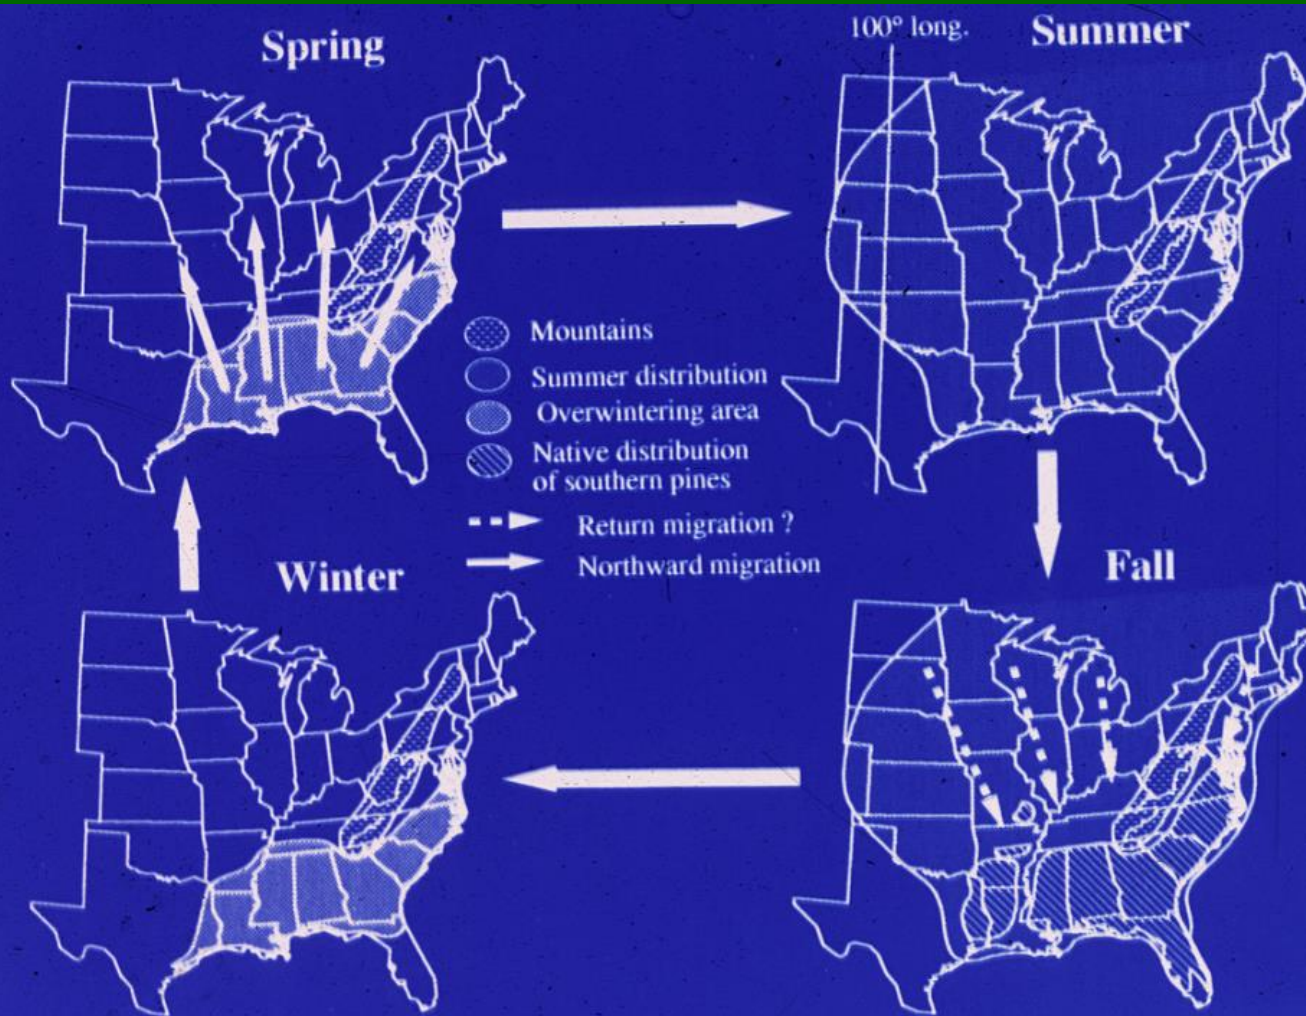 Spring
100° long.
Summer
Mountains
Summer distribution
Overwintering area
Native distribution
of southern pines
Return migration ?
Northward migration
Winter
Fall